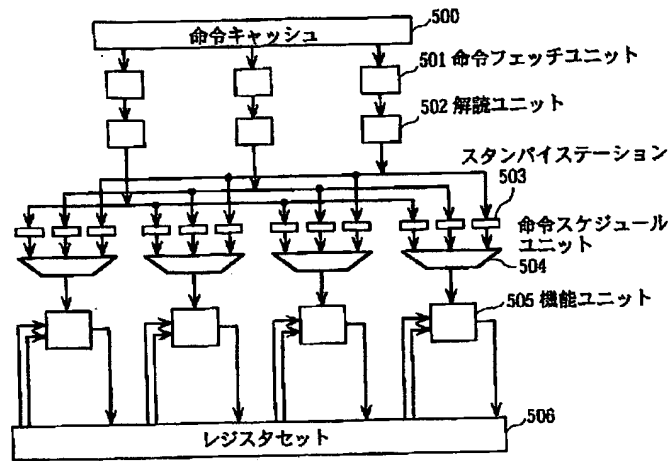 500
命令キャッシュ
501 命令フェッチユニット
502 解読ユニット
スタンバイステーション
503
命令スケジュール
ユニット
504
505 機能ユニット
506
レジスタセット